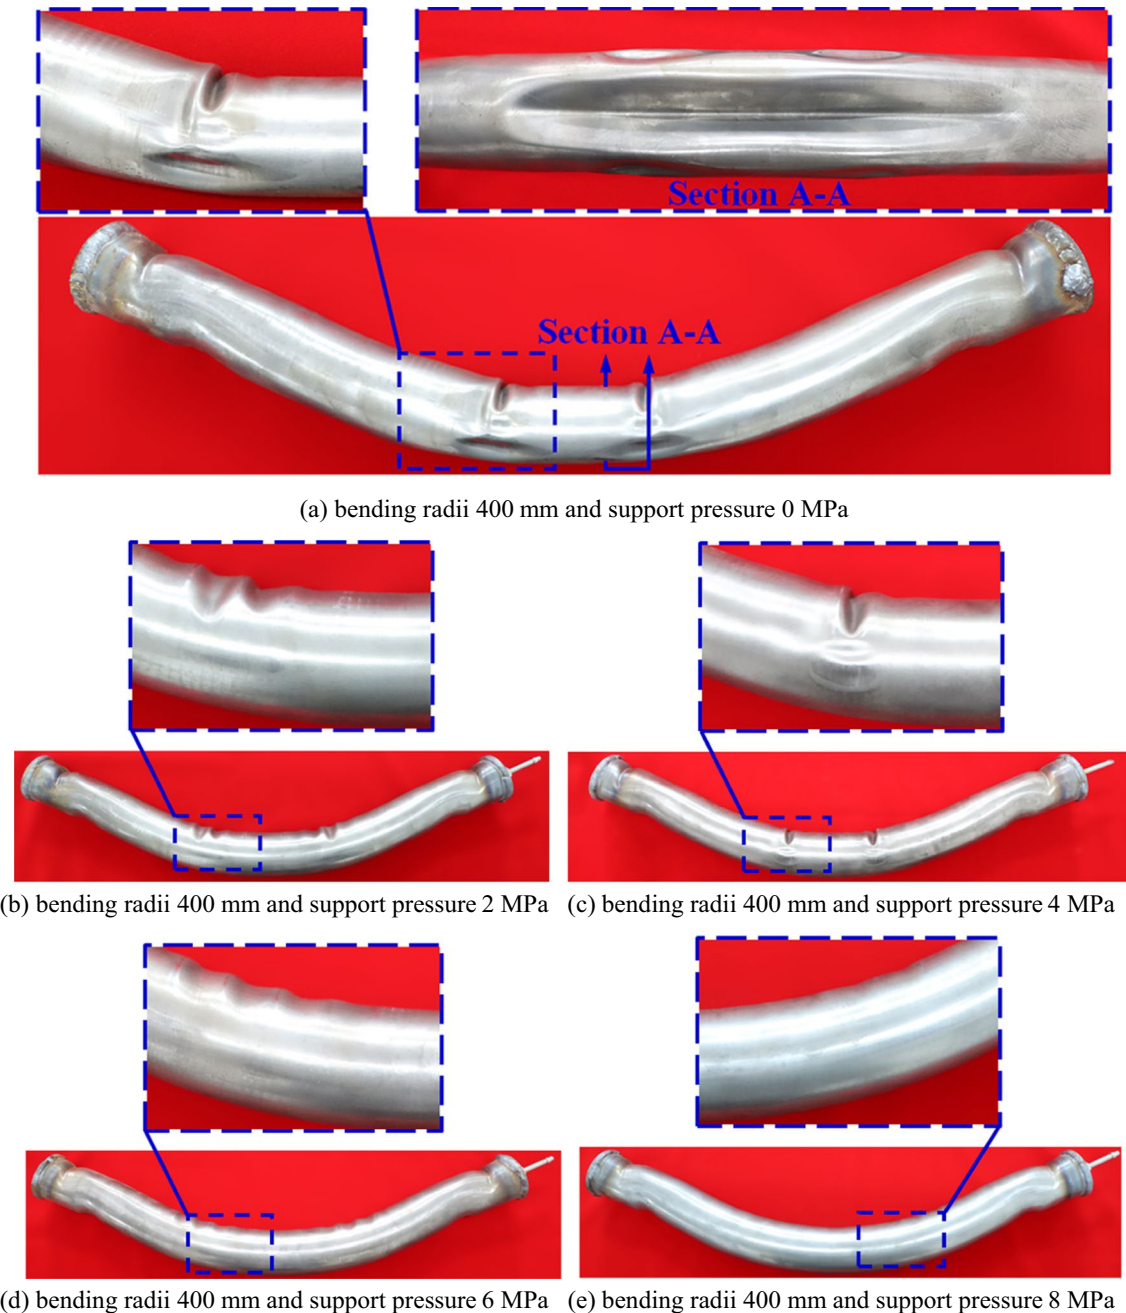 Section A-A
Section A-A
(a) bending radii 400 mm and support pressure 0 MPa
(b) bending radii 400 mm and support pressure 2 MPa
(c) bending radii 400 mm and support pressure 4 MPa
(d) bending radii 400 mm and support pressure 6 MPa
(e) bending radii 400 mm and support pressure 8 MPa